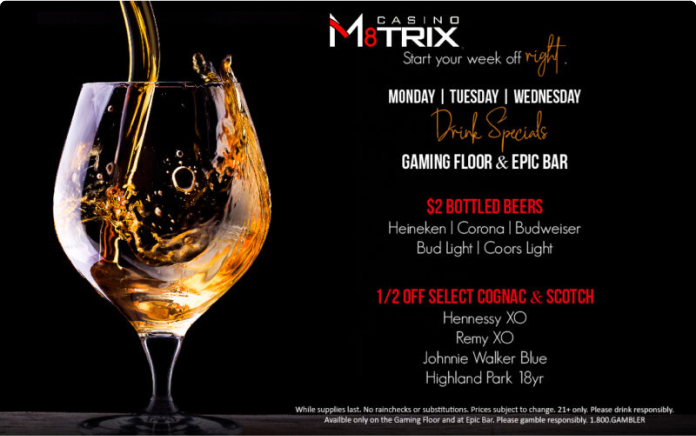 CASINO
M8TRIX
Start your week off right.
MONDAY | TUESDAY | WEDNESDAY
Drink Specials
GAMING FLOOR & EPIC BAR
$2 BOTTLED BEERS
Heineken | Corona | Budweiser
Bud Light | Coors Light
1/2 OFF SELECT COGNAC & SCOTCH
Hennessy XO
Remy XO
Johnnie Walker Blue
Highland Park 18yr
While supplies last. No rainchecks or substitutions. Prices subject to change. 21+ only. Please drink responsibly.
Availble only on the Gaming Floor and at Epic Bar. Please gamble responsibly. 1.800.GAMBLER